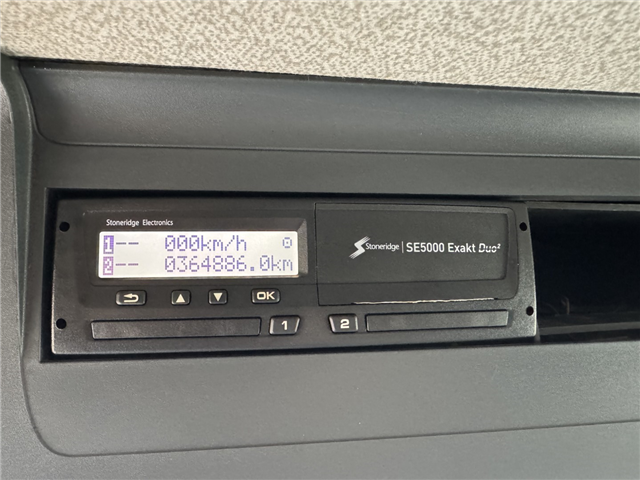 Stoneridge Electronics
1-- 000km/h
2-- 0364886.0km
Stoneridge | SE5000 Exakt Duo²
OK
1 2